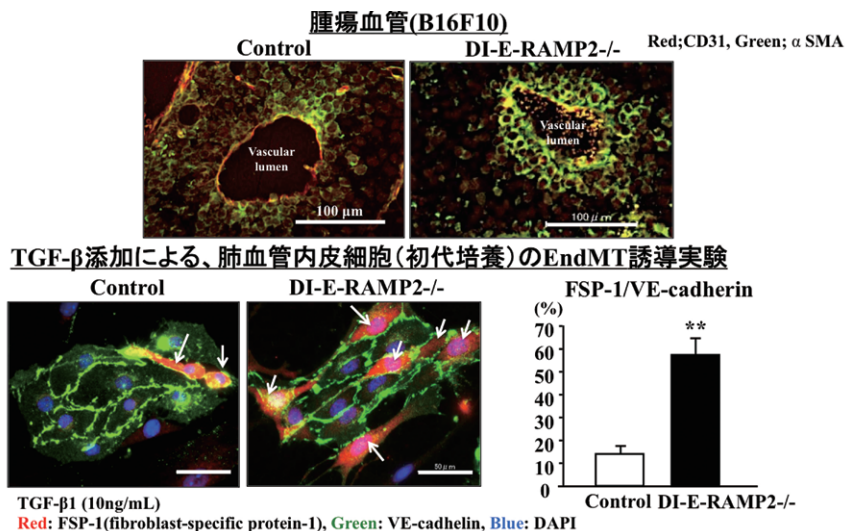 腫瘍血管(B16F10)
Control
DI-E-RAMP2-/-
Red;CD31, Green; α SMA
Vascular
lumen
100 μm
Vascular
lumen
100μm
TGF-β添加による、肺血管内皮細胞(初代培養)のEndMT誘導実験
Control
DI-E-RAMP2-/-
50μm
FSP-1/VE-cadherin
(%)
70
60
50
40
30
20
10
0
**
Control DI-E-RAMP2-/-
TGF-β1 (10ng/mL)
Red: FSP-1(fibroblast-specific protein-1), Green: VE-cadhelin, Blue: DAPI